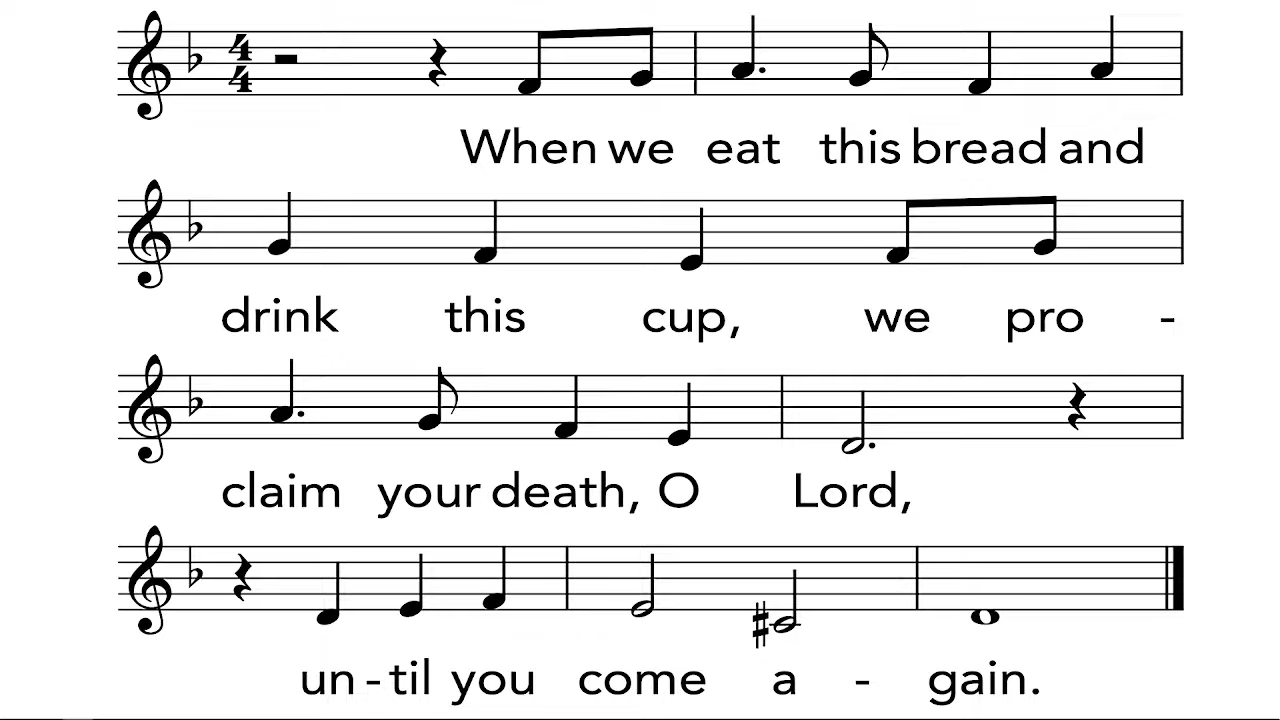 4
4
When we eat this bread and
drink this cup, we pro -
claim your death, O Lord,
un - til you come a - gain.